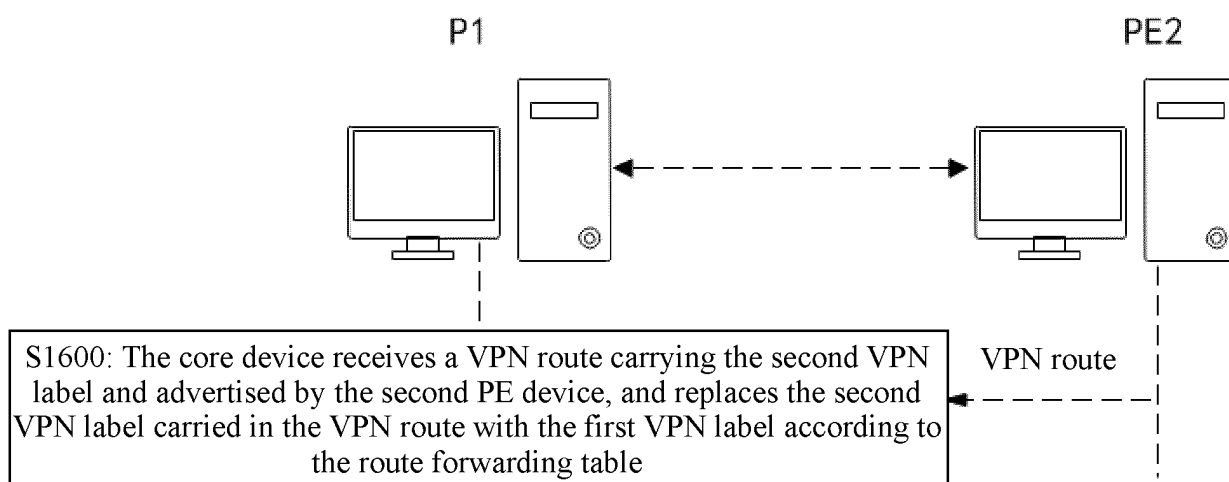 P1
PE2
S1600: The core device receives a VPN route carrying the second VPN
label and advertised by the second PE device, and replaces the second
VPN label carried in the VPN route with the first VPN label according to
the route forwarding table
VPN route